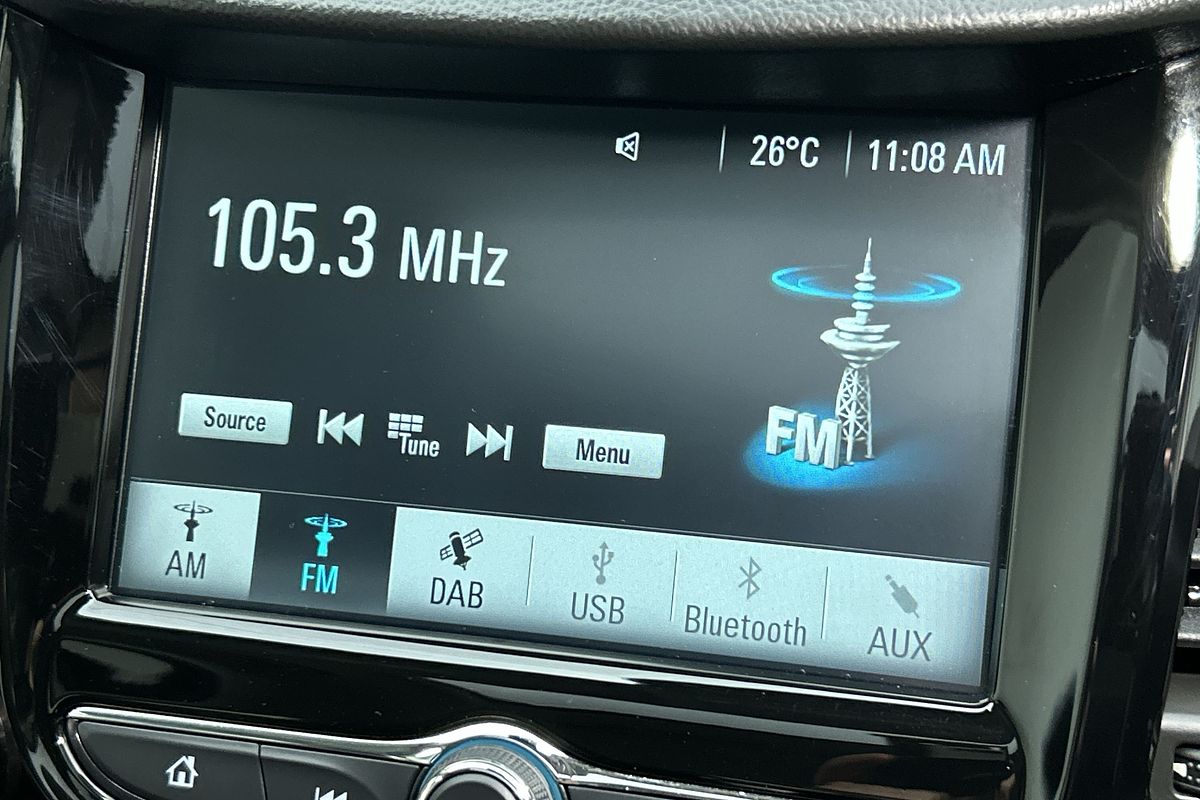 26°C 11:08 AM
105.3 MHz
FM
Source Tune Menu
AM FM DAB USB Bluetooth AUX